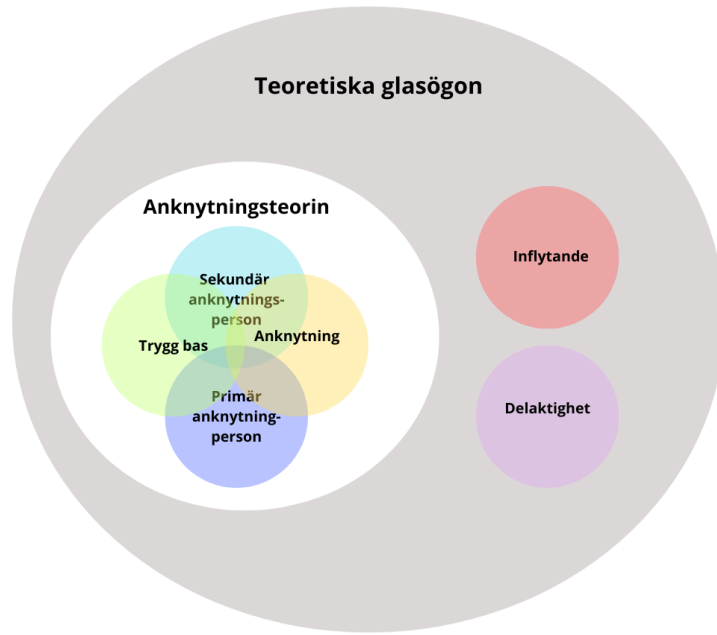 Teoretiska glasögon
Anknytningsteorin
Sekundär
anknytnings-
person
Trygg bas
Anknytning
Primär
anknytning-
person
Inflytande
Delaktighet